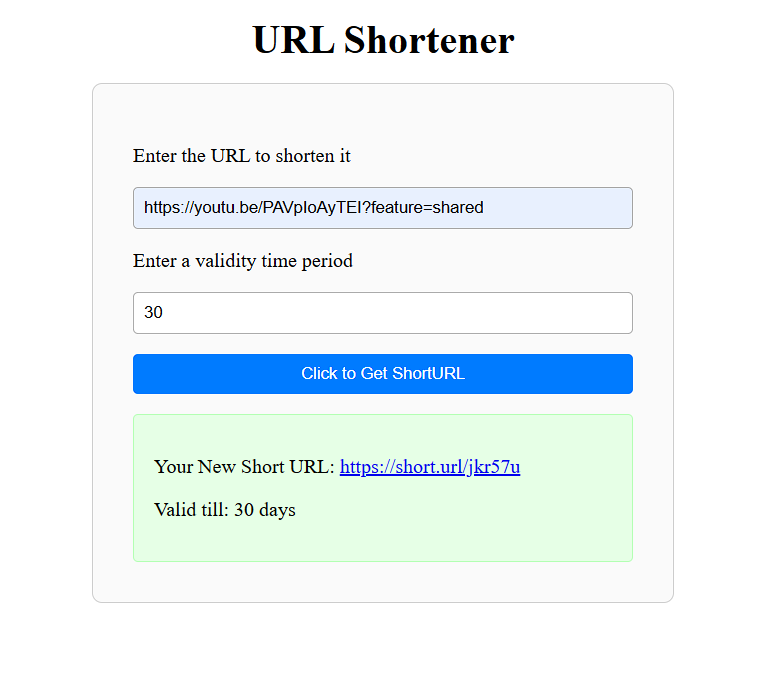 URL Shortener
Enter the URL to shorten it
https://youtu.be/PAVpIoAyTEI?feature=shared
Enter a validity time period
30
Click to Get ShortURL
Your New Short URL: https://short.url/jkr57u
Valid till: 30 days